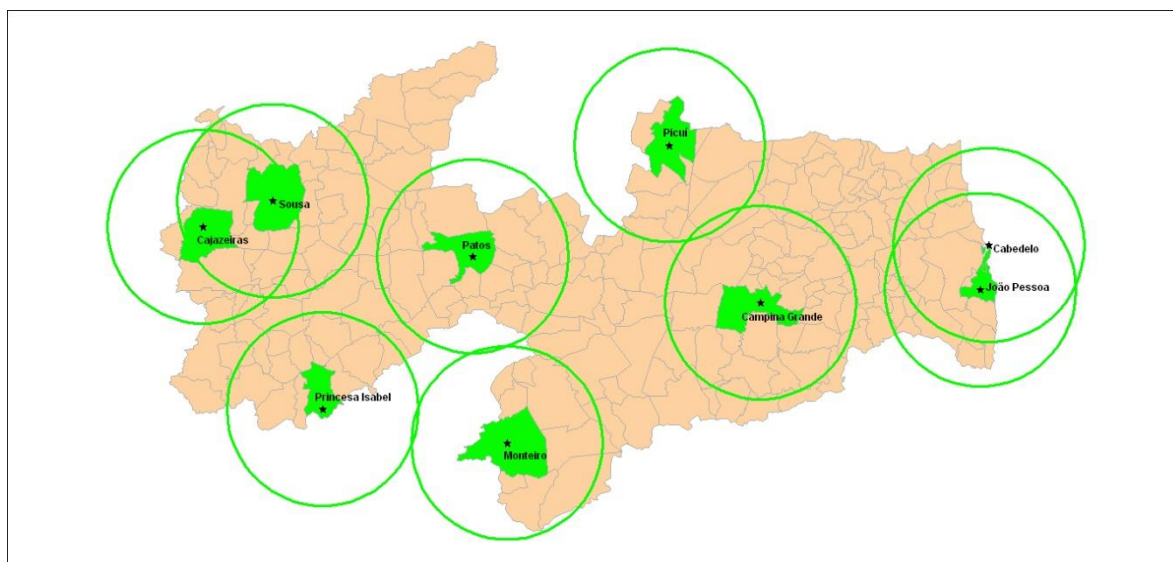 Picuí
Sousa
Cajazeiras
Patos
Cabedelo
João Pessoa
Campina Grande
Princesa Isabel
Monteiro